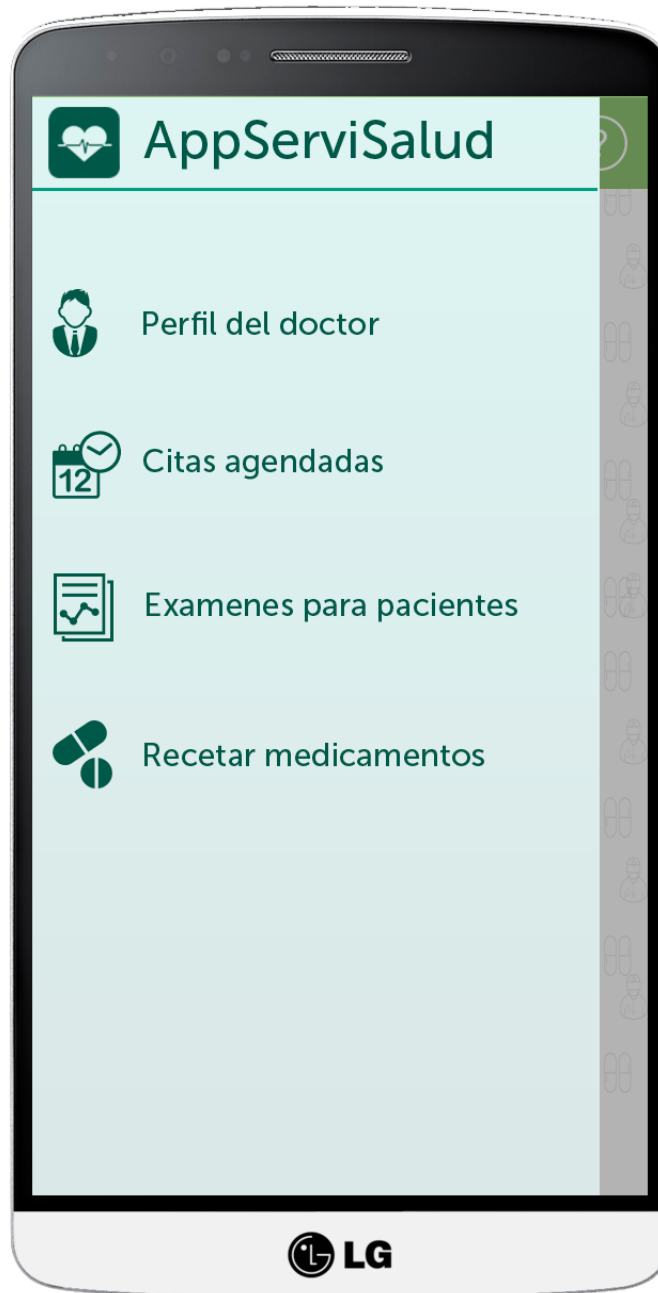 AppServiSalud
?
Perfil del doctor
12
Citas agendadas
Examenes para pacientes
Recetar medicamentos
LG